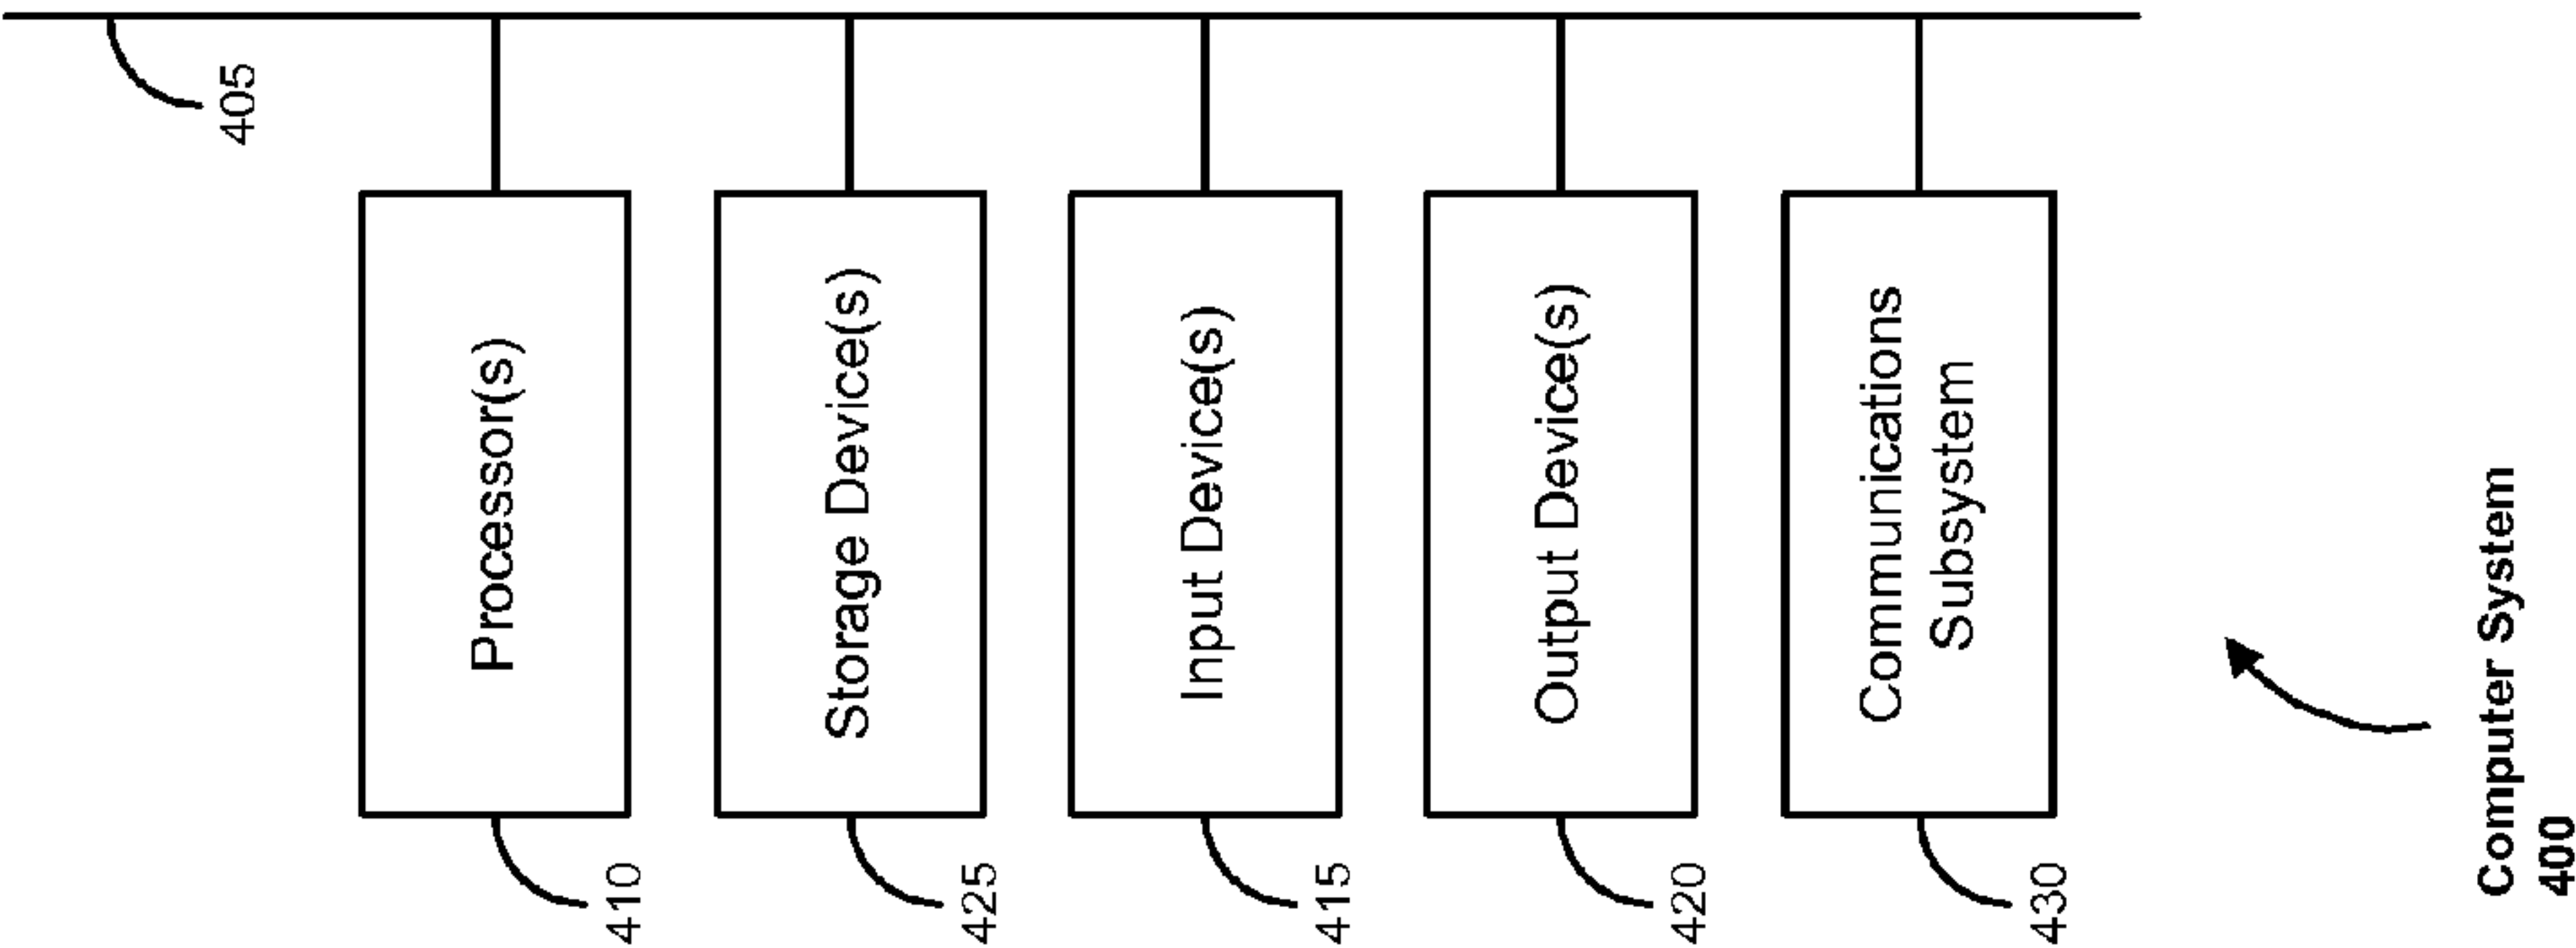 405
Processor(s)
410
Storage Device(s)
425
Input Device(s)
415
Output Device(s)
420
Communications
Subsystem
430
Computer System
400